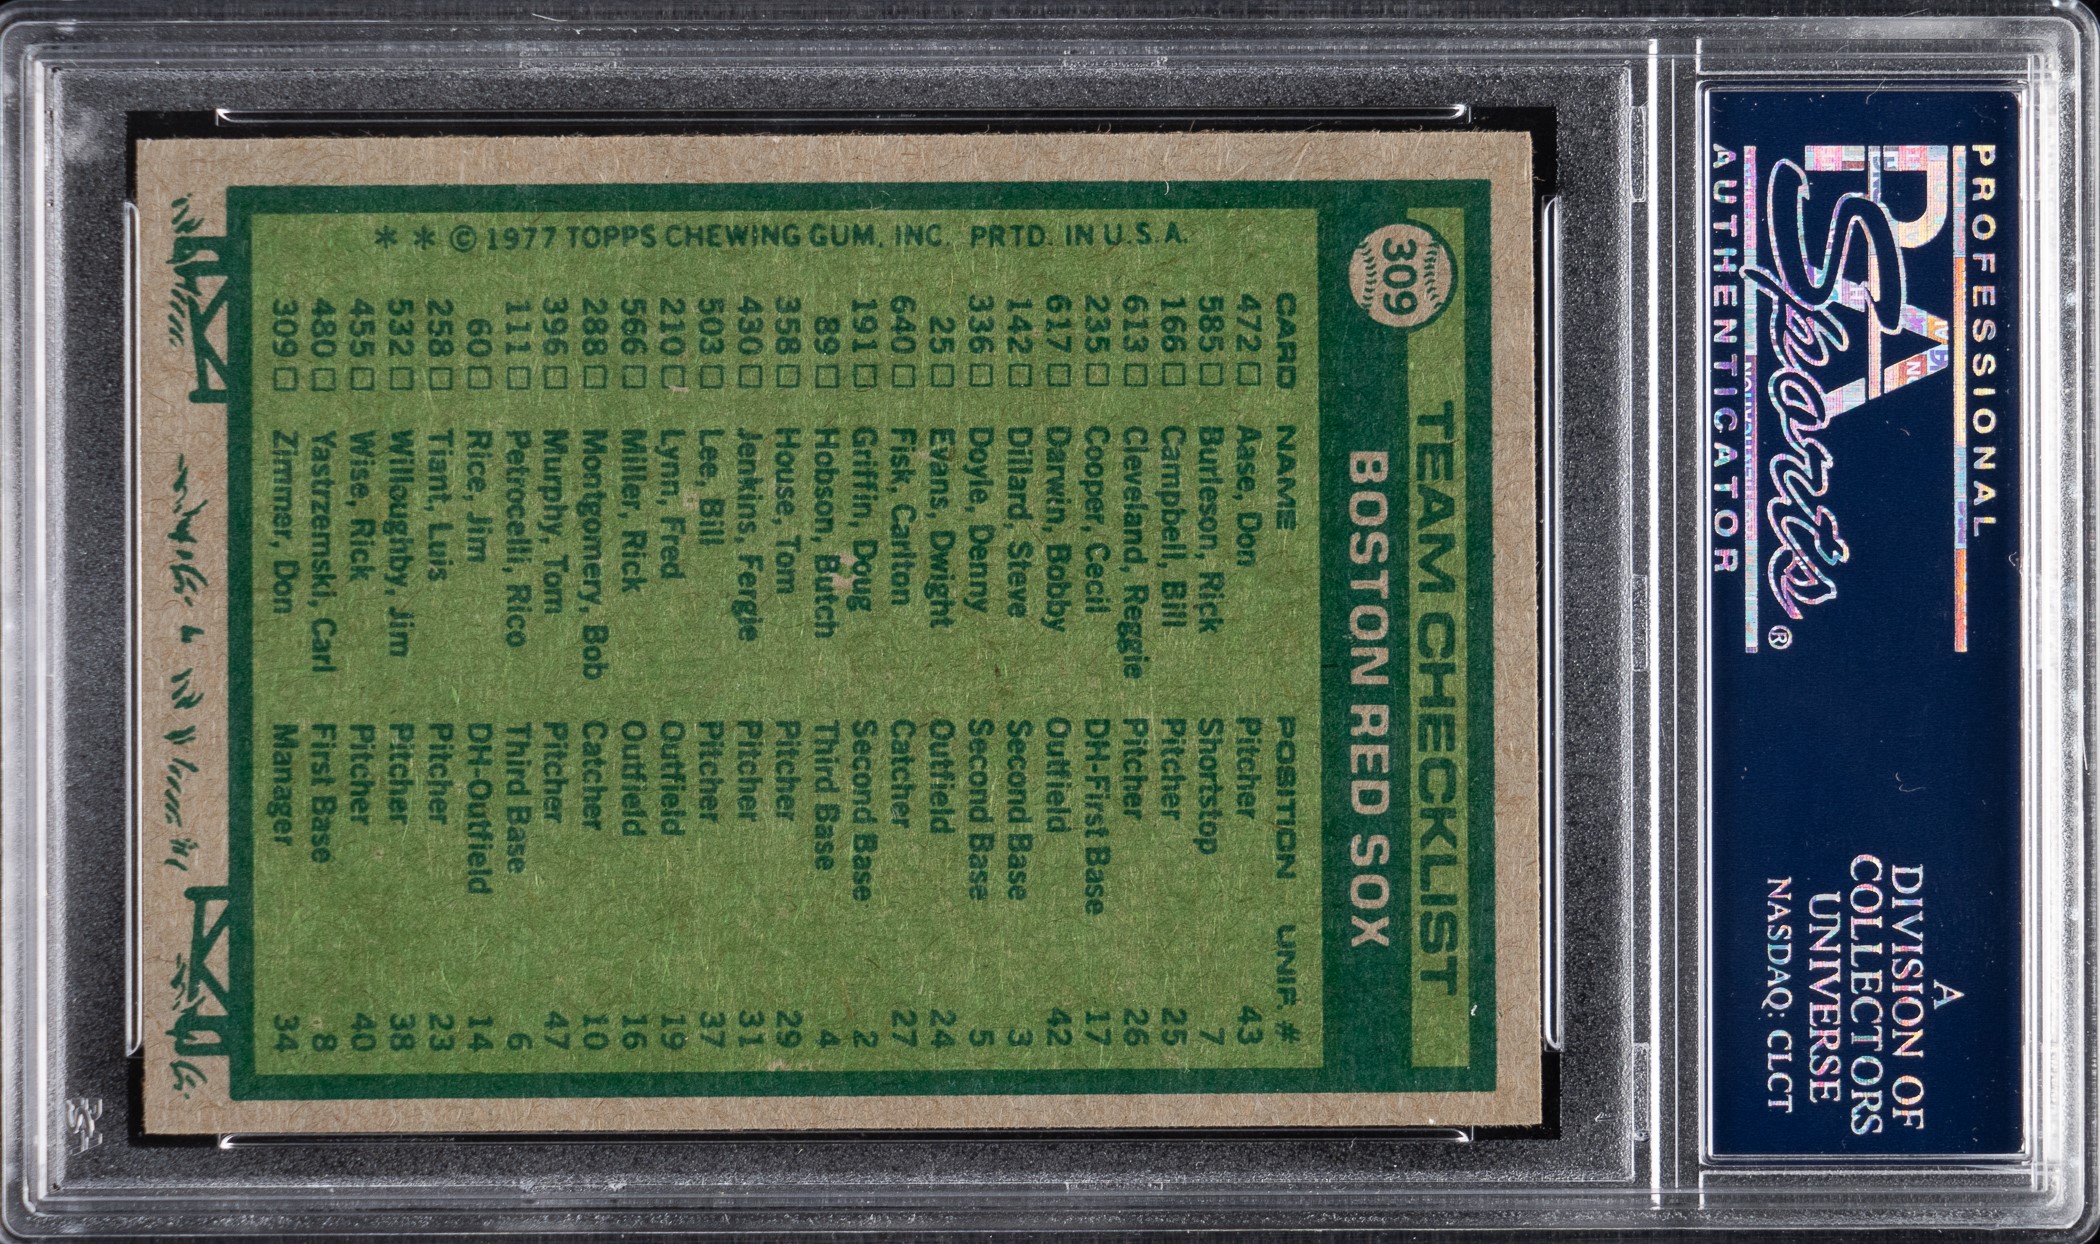 PROFESSIONAL
PSA
Sports®
AUTHENTICATOR
A
DIVISION OF
COLLECTORS
UNIVERSE
NASDAQ: CLCT
309
TEAM CHECKLIST
BOSTON RED SOX
CARD NAME POSITION UNIF. #
472 □ Aase, Don Pitcher 43
585 □ Burleson, Rick Shortstop 7
166 □ Campbell, Bill Pitcher 25
613 □ Cleveland, Reggie Pitcher 26
235 □ Cooper, Cecil DH-First Base 17
617 □ Darwin, Bobby Outfield 42
142 □ Dillard, Steve Second Base 3
336 □ Doyle, Denny Second Base 5
25 □ Evans, Dwight Outfield 24
640 □ Fisk, Carlton Catcher 27
191 □ Griffin, Doug Second Base 2
89 □ Hobson, Butch Third Base 4
358 □ House, Tom Pitcher 29
430 □ Jenkins, Fergie Pitcher 31
503 □ Lee, Bill Pitcher 37
210 □ Lynn, Fred Outfield 19
566 □ Miller, Rick Outfield 16
288 □ Montgomery, Bob Catcher 10
396 □ Murphy, Tom Pitcher 47
111 □ Petrocelli, Rico Third Base 6
60 □ Rice, Jim DH-Outfield 14
258 □ Tiant, Luis Pitcher 23
532 □ Willoughby, Jim Pitcher 38
455 □ Wise, Rick Pitcher 40
480 □ Yastrzemski, Carl First Base 8
309 □ Zimmer, Don Manager 34
* * © 1977 TOPPS CHEWING GUM, INC. PRTD. IN U.S.A.